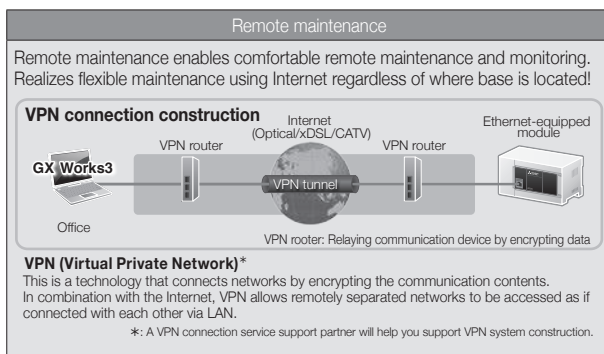 Remote maintenance
Remote maintenance enables comfortable remote maintenance and monitoring.
Realizes flexible maintenance using Internet regardless of where base is located!
VPN connection construction
Internet
(Optical/xDSL/CATV)
Ethernet-equipped
module
VPN router
VPN router
GX Works3
VPN tunnel
Office
VPN rooter: Relaying communication device by encrypting data
VPN (Virtual Private Network)*
This is a technology that connects networks by encrypting the communication contents.
In combination with the Internet, VPN allows remotely separated networks to be accessed as if
connected with each other via LAN.
*: A VPN connection service support partner will help you support VPN system construction.